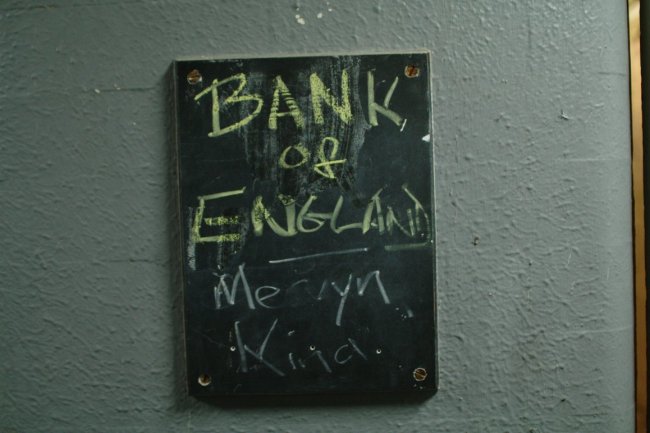 BANK
of
ENGLAND
Mervyn
King.